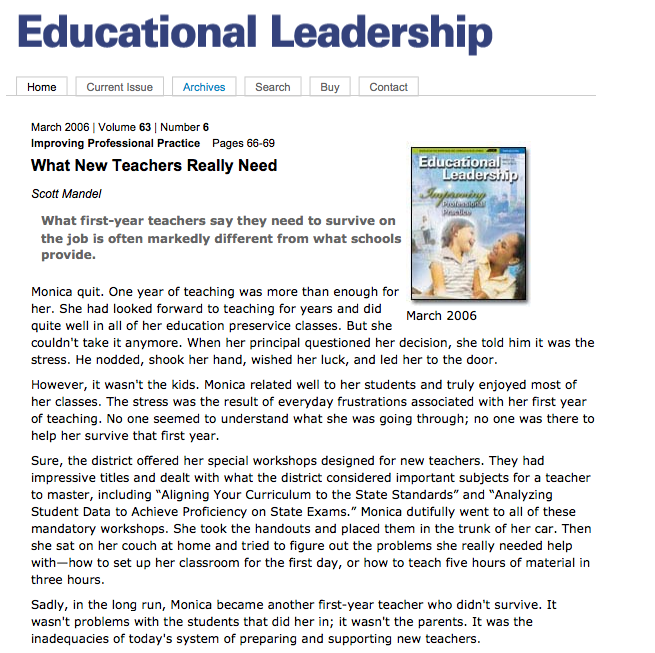 Educational Leadership
Home
Current Issue
Archives
Search
Buy
Contact
March 2006 | Volume 63 | Number 6
Improving Professional Practice Pages 66-69
What New Teachers Really Need
Scott Mandel
What first-year teachers say they need to survive on
the job is often markedly different from what schools
provide.
Educational
Leadership
Improving
Professional
Practice
March 2006
Monica quit. One year of teaching was more than enough for
her. She had looked forward to teaching for years and did
quite well in all of her education preservice classes. But she
couldn't take it anymore. When her principal questioned her decision, she told him it was the
stress. He nodded, shook her hand, wished her luck, and led her to the door.
However, it wasn't the kids. Monica related well to her students and truly enjoyed most of
her classes. The stress was the result of everyday frustrations associated with her first year
of teaching. No one seemed to understand what she was going through; no one was there to
help her survive that first year.
Sure, the district offered her special workshops designed for new teachers. They had
impressive titles and dealt with what the district considered important subjects for a teacher
to master, including “Aligning Your Curriculum to the State Standards” and “Analyzing
Student Data to Achieve Proficiency on State Exams.” Monica dutifully went to all of these
mandatory workshops. She took the handouts and placed them in the trunk of her car. Then
she sat on her couch at home and tried to figure out the problems she really needed help
with—how to set up her classroom for the first day, or how to teach five hours of material in
three hours.
Sadly, in the long run, Monica became another first-year teacher who didn't survive. It
wasn't problems with the students that did her in; it wasn't the parents. It was the
inadequacies of today's system of preparing and supporting new teachers.